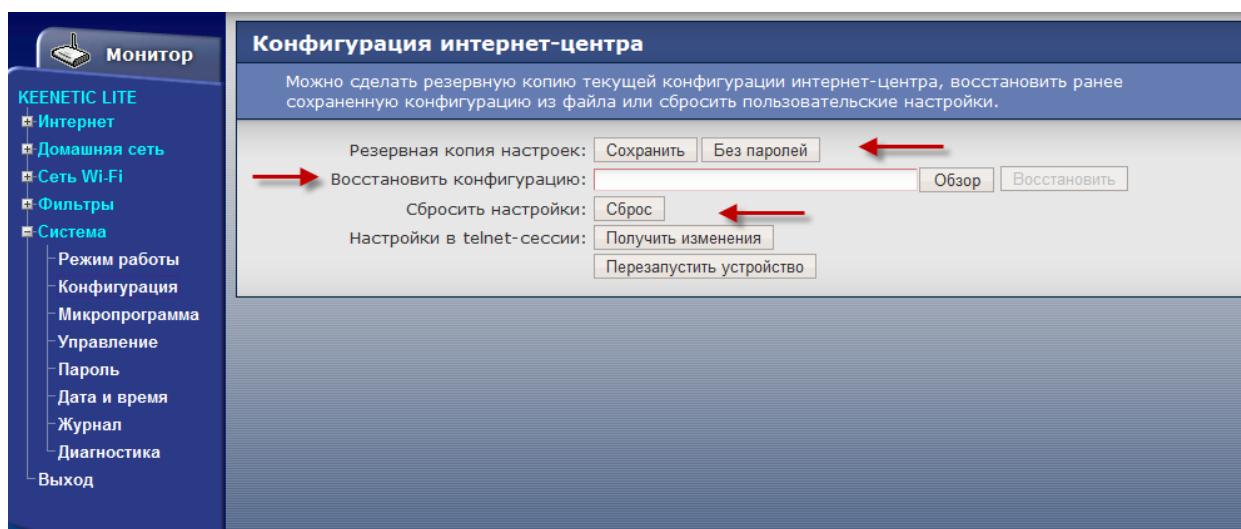 Монитор
KEENETIC LITE
Интернет
Домашняя сеть
Сеть Wi-Fi
Фильтры
Система
Режим работы
Конфигурация
Микропрограмма
Управление
Пароль
Дата и время
Журнал
Диагностика
Выход
Конфигурация интернет-центра
Можно сделать резервную копию текущей конфигурации интернет-центра, восстановить ранее
сохраненную конфигурацию из файла или сбросить пользовательские настройки.
Резервная копия настроек: Сохранить Без паролей
Восстановить конфигурацию: Обзор Восстановить
Сбросить настройки: Сброс
Настройки в telnet-сессии: Получить изменения
Перезапустить устройство